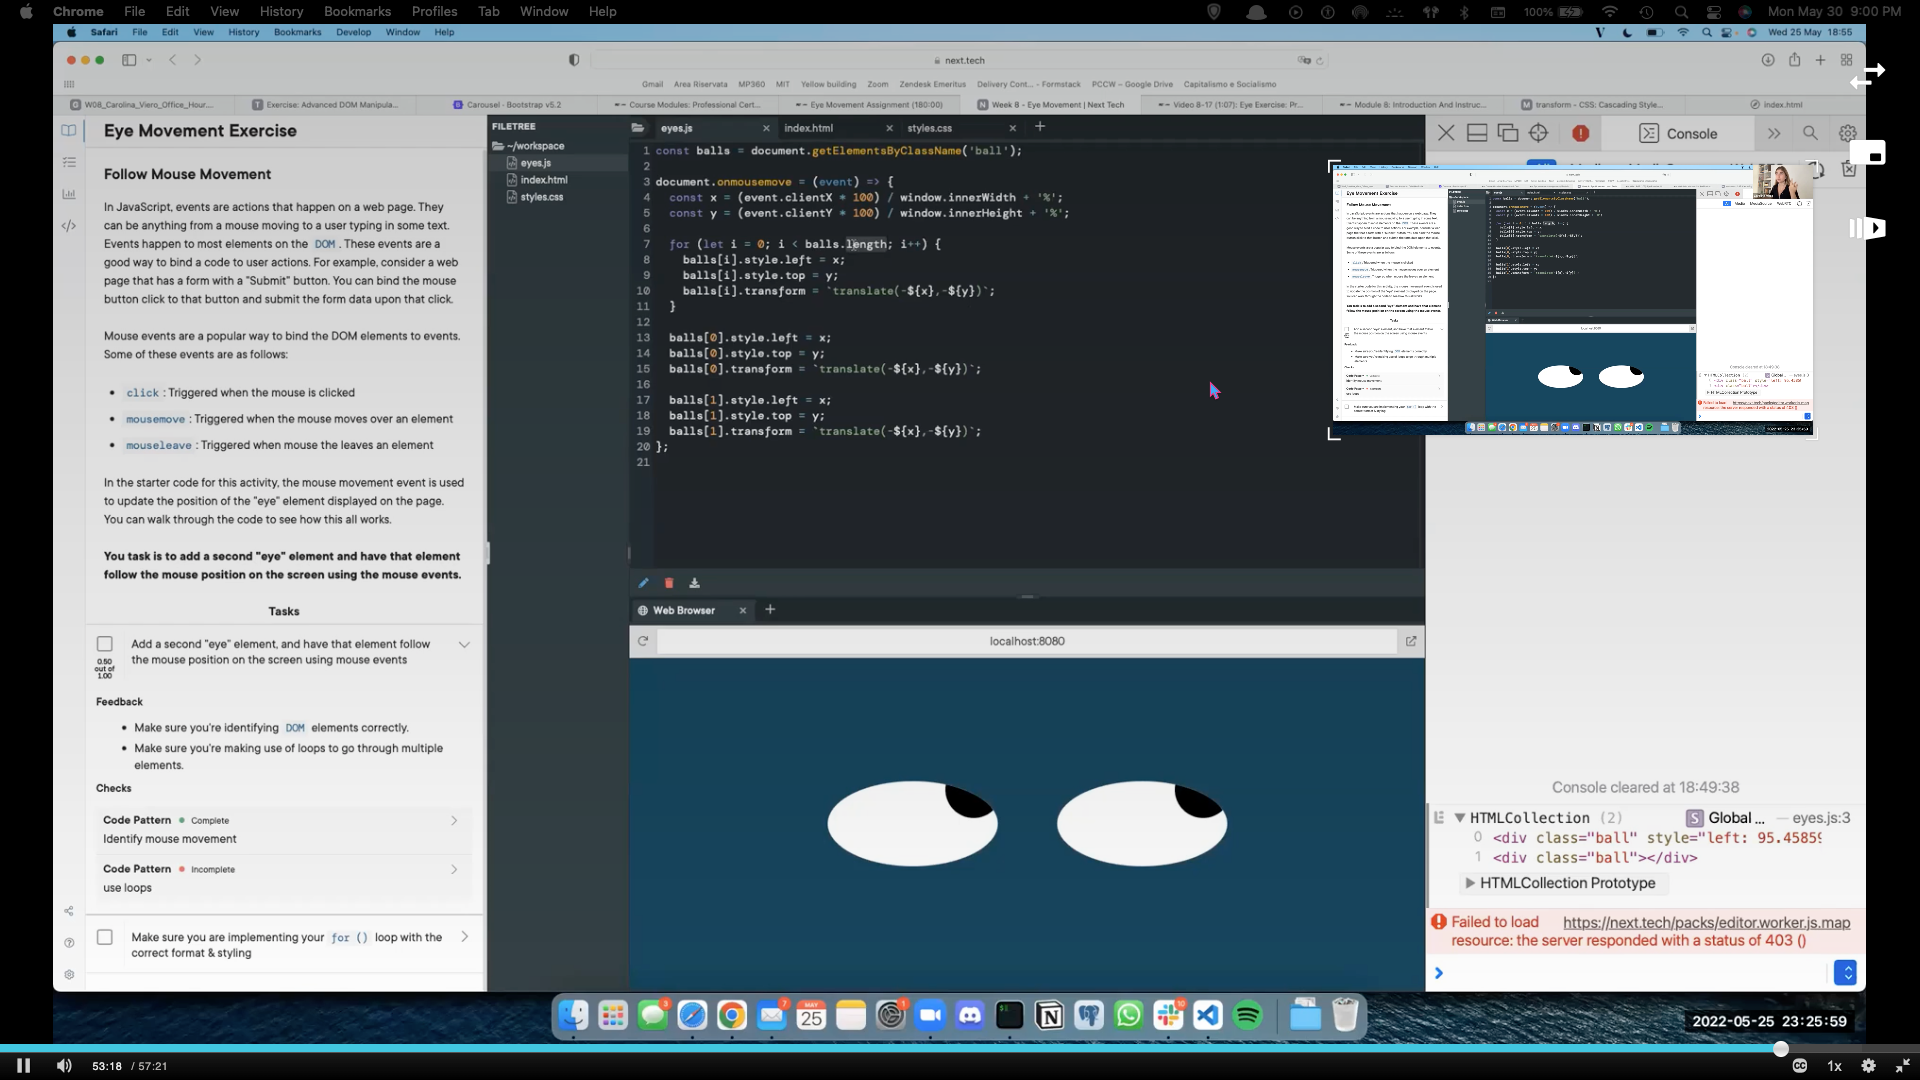 Chrome File Edit View History Bookmarks Profiles Tab Window Help 100% Mon May 30 9:00 PM
Safari File Edit View History Bookmarks Develop Window Help Wed 25 May 18:55
next.tech
Gmail Area Riservata MP360 MIT Yellow building Zoom Zendesk Emeritus Delivery Cont... - Formstack PCCW – Google Drive Capitalismo e Socialismo
W08_Carolina_Viero_Office_Hour.... Exercise: Advanced DOM Manipula... Carousel · Bootstrap v5.2 Course Modules: Professional Cert... Eye Movement Assignment (180:00) Week 8 - Eye Movement | Next Tech Video 8-17 (1:07): Eye Exercise: Pr... Module 6: Introduction And Instruc... transform - CSS: Cascading Style... index.html
Eye Movement Exercise
Follow Mouse Movement
In JavaScript, events are actions that happen on a web page. They
can be anything from a mouse moving to a user typing in some text.
Events happen to most elements on the DOM . These events are a
good way to bind a code to user actions. For example, consider a web
page that has a form with a "Submit" button. You can bind the mouse
button click to that button and submit the form data upon that click.
Mouse events are a popular way to bind the DOM elements to events.
Some of these events are as follows:
• click : Triggered when the mouse is clicked
• mousemove : Triggered when the mouse moves over an element
• mouseleave : Triggered when mouse the leaves an element
In the starter code for this activity, the mouse movement event is used
to update the position of the "eye" element displayed on the page.
You can walk through the code to see how this all works.
You task is to add a second "eye" element and have that element
follow the mouse position on the screen using the mouse events.
Tasks
Add a second "eye" element, and have that element follow
the mouse position on the screen using mouse events
0.50
out of
1.00
Feedback
• Make sure you're identifying DOM elements correctly.
• Make sure you're making use of loops to go through multiple
elements.
Checks
Code Pattern • Complete
Identify mouse movement
Code Pattern • Incomplete
use loops
Make sure you are implementing your for () loop with the
correct format & styling
FILETREE
~/workspace
eyes.js
index.html
styles.css
eyes.js index.html styles.css
1 const balls = document.getElementsByClassName('ball');
2
3 document.onmousemove = (event) => {
4 const x = (event.clientX * 100) / window.innerWidth + '%';
5 const y = (event.clientY * 100) / window.innerHeight + '%';
6
7 for (let i = 0; i < balls.length; i++) {
8 balls[i].style.left = x;
9 balls[i].style.top = y;
10 balls[i].transform = `translate(-${x},-${y})`;
11 }
12
13 balls[0].style.left = x;
14 balls[0].style.top = y;
15 balls[0].transform = `translate(-${x},-${y})`;
16
17 balls[1].style.left = x;
18 balls[1].style.top = y;
19 balls[1].transform = `translate(-${x},-${y})`;
20 };
21
Web Browser
localhost:8080
Console
Console cleared at 18:49:38
HTMLCollection (2) S Global ... — eyes.js:3
0 <div class="ball" style="left: 95.45859
1 <div class="ball"></div>
HTMLCollection Prototype
Failed to load https://next.tech/packs/editor.worker.js.map
resource: the server responded with a status of 403 ()
MAY
25
2022-05-25 23:25:59
53:18 / 57:21
CC 1x